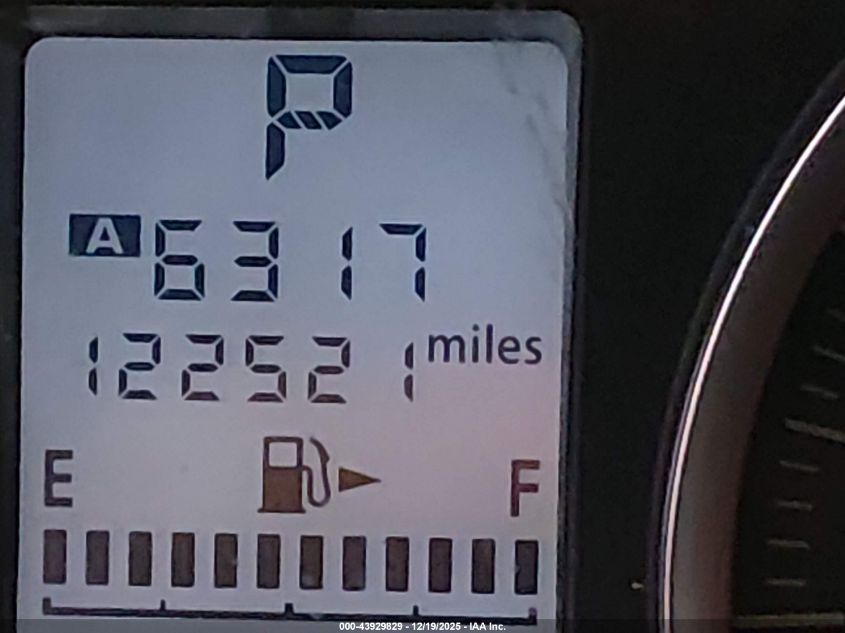 P
A 6317
122521 miles
E F
000-43929829 - 12/19/2025 - IAA Inc.